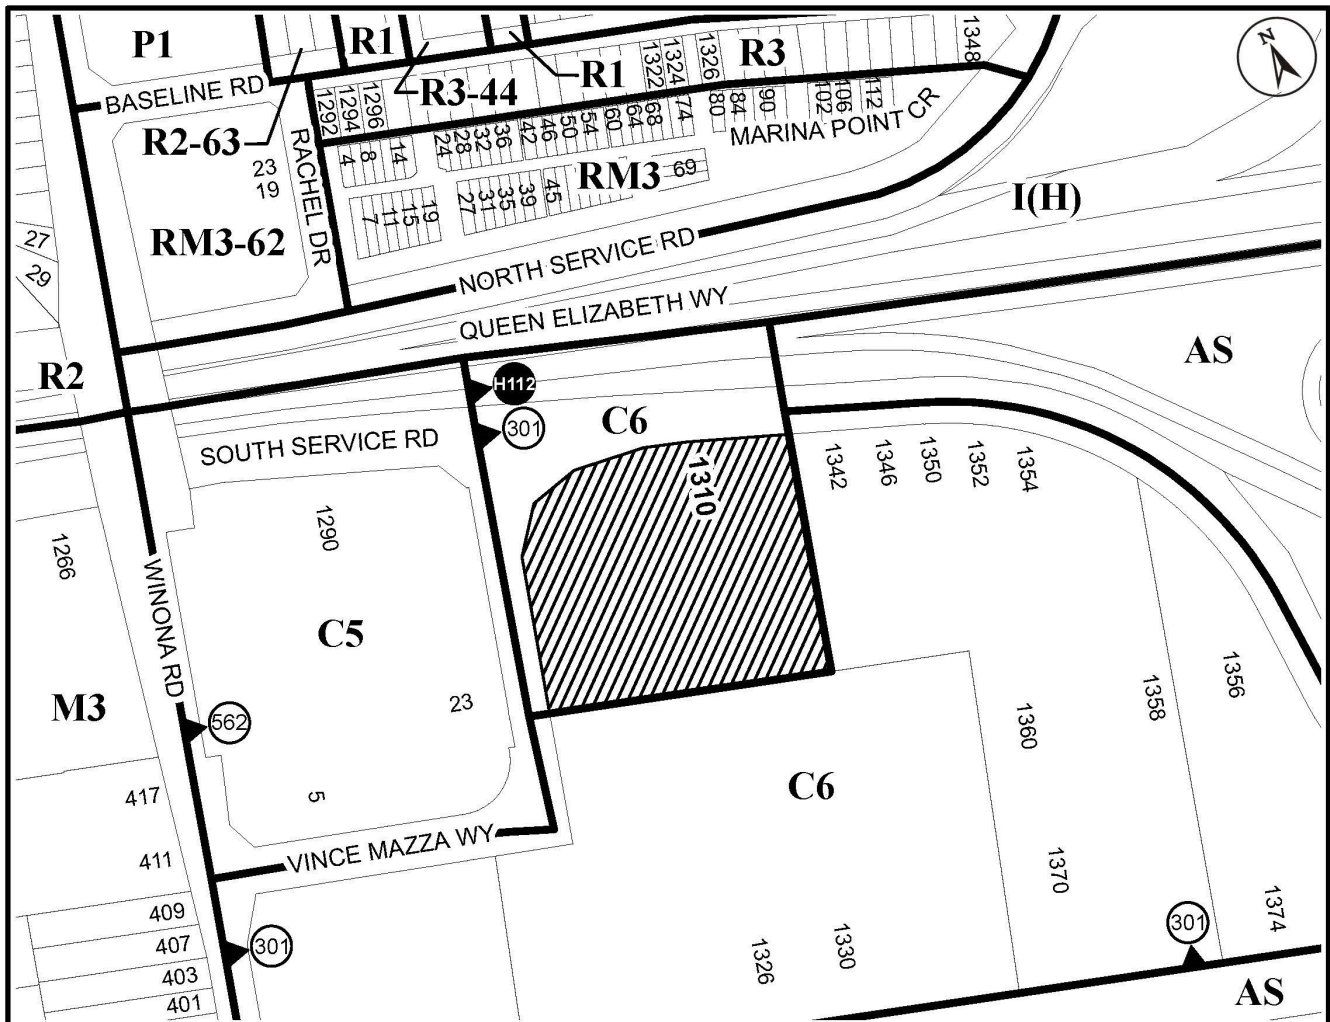 P1
R1
R1
R3
R3-44
R2-63
BASELINE RD
1292
1294
1296
1322
1324
1326
1348
N
RACHEL DR
23
19
RM3-62
4
8
14
24
28
32
36
42
46
50
54
60
64
68
74
80
84
90
102
106
112
MARINA POINT CR
RM3
69
7
11
15
19
27
31
35
39
45
I(H)
27
29
NORTH SERVICE RD
QUEEN ELIZABETH WY
R2
AS
H112
301
C6
SOUTH SERVICE RD
1310
1342
1346
1350
1352
1354
1266
1290
WINONA RD
C5
M3
562
23
5
1360
1358
1356
C6
417
411
VINCE MAZZA WY
409
407
403
401
301
1326
1330
1370
1374
301
AS